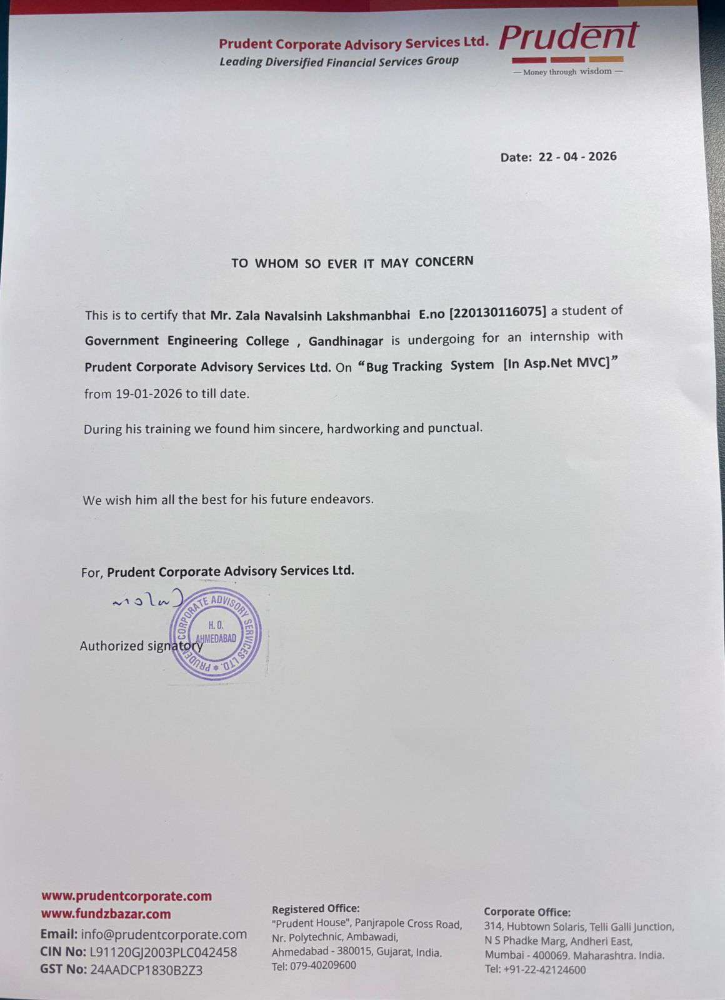 Prudent Corporate Advisory Services Ltd.
Leading Diversified Financial Services Group
Prudent
— Money through wisdom —
Date: 22 - 04 - 2026
TO WHOM SO EVER IT MAY CONCERN
This is to certify that Mr. Zala Navalsinh Lakshmanbhai E.no [220130116075] a student of
Government Engineering College , Gandhinagar is undergoing for an internship with
Prudent Corporate Advisory Services Ltd. On “Bug Tracking System [In Asp.Net MVC]”
from 19-01-2026 to till date.
During his training we found him sincere, hardworking and punctual.
We wish him all the best for his future endeavors.
For, Prudent Corporate Advisory Services Ltd.
PRUDENT CORPORATE ADVISORY SERVICES LTD.
H. O.
AHMEDABAD
Authorized signatory
www.prudentcorporate.com
www.fundzbazar.com
Email: info@prudentcorporate.com
CIN No: L91120GJ2003PLC042458
GST No: 24AADCP1830B2Z3
Registered Office:
"Prudent House", Panjrapole Cross Road,
Nr. Polytechnic, Ambawadi,
Ahmedabad - 380015, Gujarat, India.
Tel: 079-40209600
Corporate Office:
314, Hubtown Solaris, Telli Galli Junction,
N S Phadke Marg, Andheri East,
Mumbai - 400069. Maharashtra. India.
Tel: +91-22-42124600